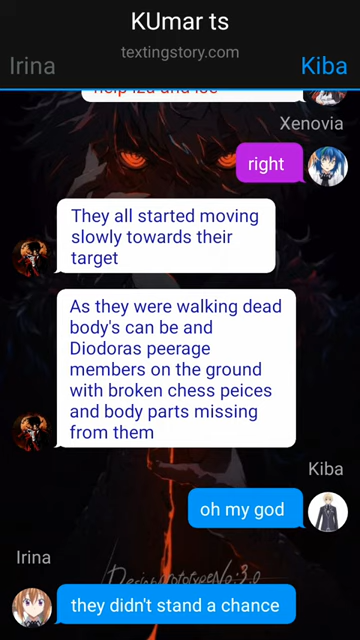 KUmar ts
textingstory.com
Irina
Kiba
help Izu and Ise
Xenovia
right
They all started moving
slowly towards their
target
As they were walking dead
body's can be and
Diodoras peerage
members on the ground
with broken chess peices
and body parts missing
from them
Kiba
oh my god
Irina
they didn't stand a chance